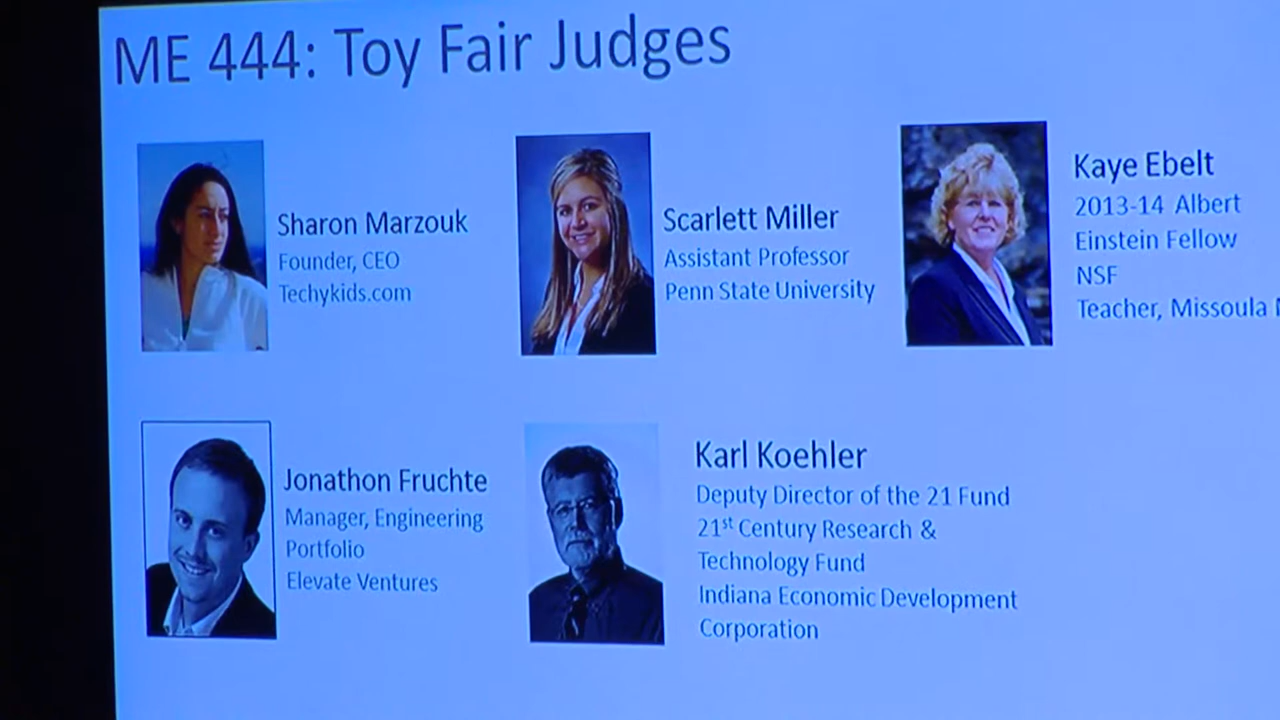 ME 444: Toy Fair Judges
Sharon Marzouk
Founder, CEO
Techykids.com
Scarlett Miller
Assistant Professor
Penn State University
Kaye Ebelt
2013-14 Albert
Einstein Fellow
NSF
Teacher, Missoula
Jonathon Fruchte
Manager, Engineering
Portfolio
Elevate Ventures
Karl Koehler
Deputy Director of the 21 Fund
21st Century Research &
Technology Fund
Indiana Economic Development
Corporation